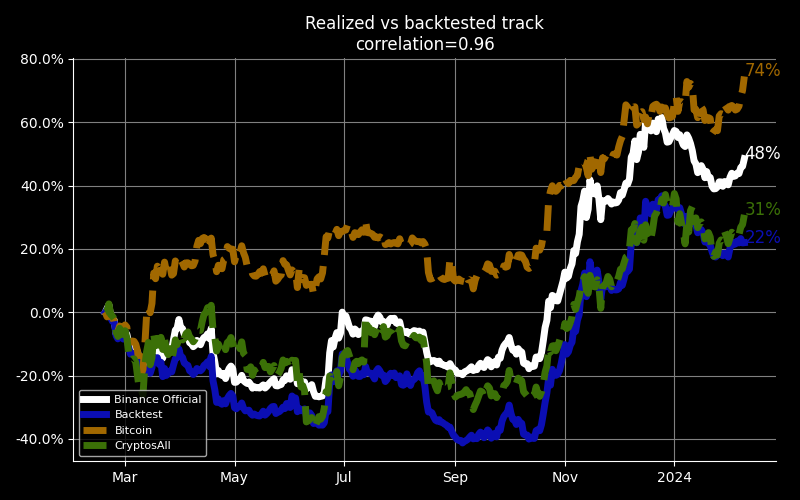 Realized vs backtested track
correlation=0.96
80.0%
60.0%
40.0%
20.0%
0.0%
-20.0%
-40.0%
74%
48%
31%
22%
Binance Official
Backtest
Bitcoin
CryptosAll
Mar
May
Jul
Sep
Nov
2024